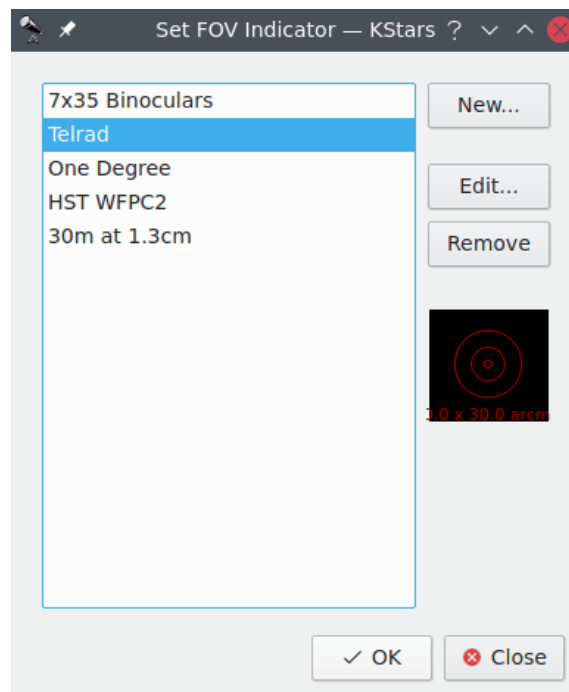 Set FOV Indicator — KStars
7x35 Binoculars
Telrad
One Degree
HST WFPC2
30m at 1.3cm
New...
Edit...
Remove
x 30.0 arcm
OK
Close